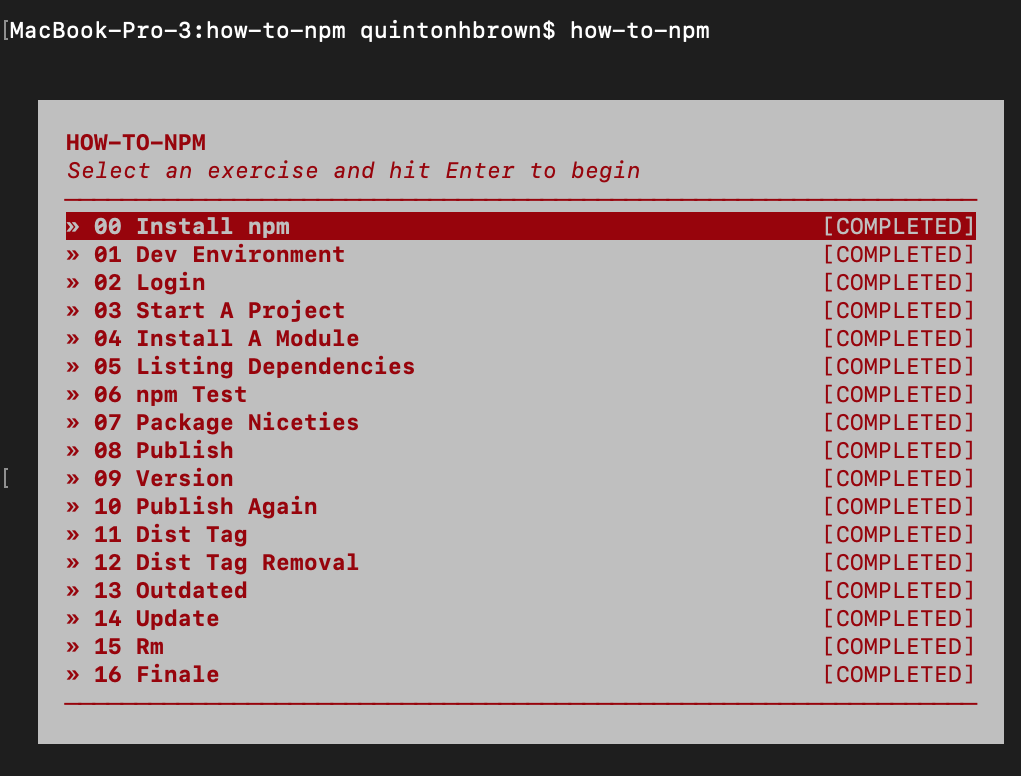 [MacBook-Pro-3:how-to-npm quintonhbrown$ how-to-npm
HOW-TO-NPM
Select an exercise and hit Enter to begin
» 00 Install npm [COMPLETED]
» 01 Dev Environment [COMPLETED]
» 02 Login [COMPLETED]
» 03 Start A Project [COMPLETED]
» 04 Install A Module [COMPLETED]
» 05 Listing Dependencies [COMPLETED]
» 06 npm Test [COMPLETED]
» 07 Package Niceties [COMPLETED]
» 08 Publish [COMPLETED]
[
» 09 Version [COMPLETED]
» 10 Publish Again [COMPLETED]
» 11 Dist Tag [COMPLETED]
» 12 Dist Tag Removal [COMPLETED]
» 13 Outdated [COMPLETED]
» 14 Update [COMPLETED]
» 15 Rm [COMPLETED]
» 16 Finale [COMPLETED]